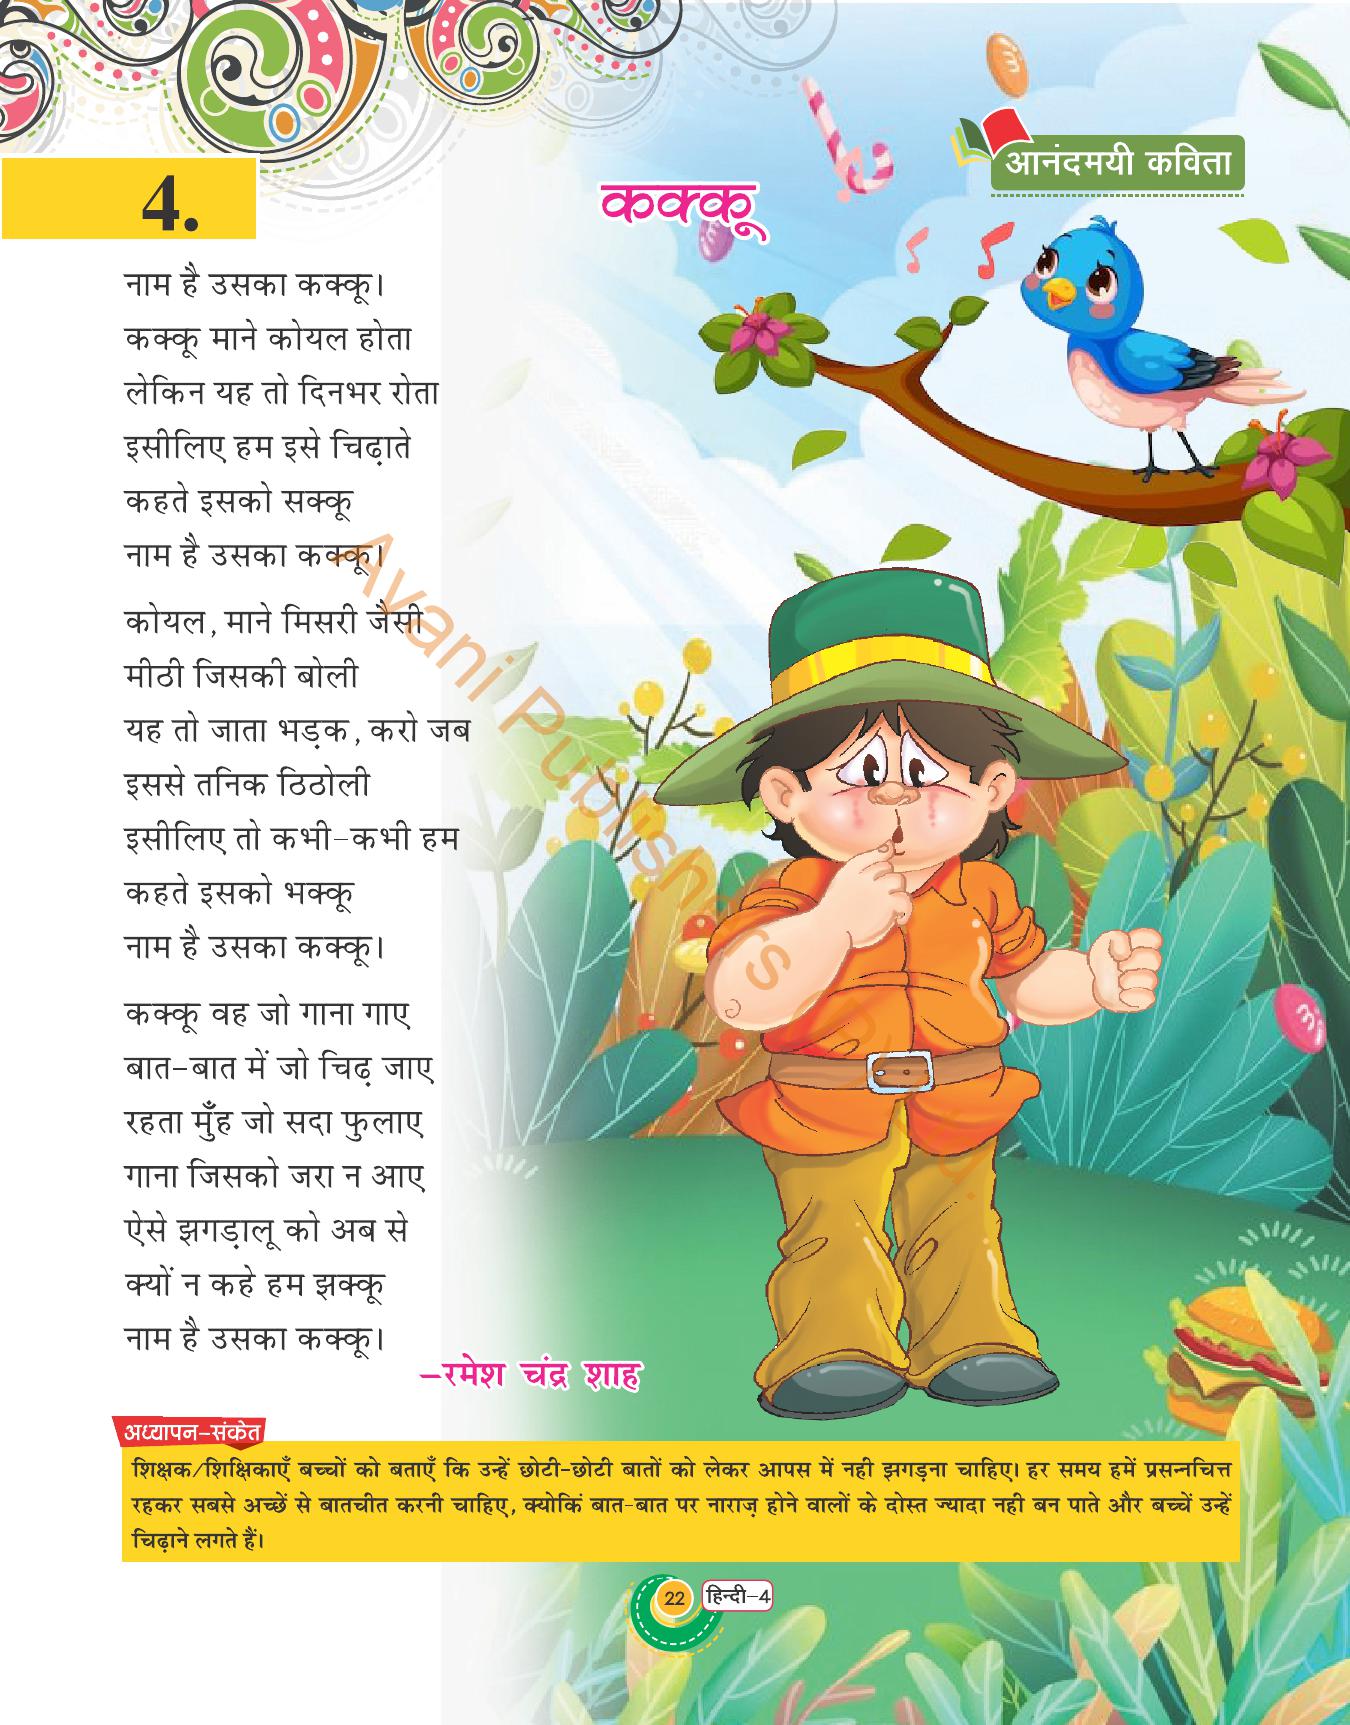 आनंदमयी कविता
4.
कक्कू
नाम है उसका कक्कू।
कक्कू माने कोयल होता
लेकिन यह तो दिनभर रोता
इसीलिए हम इसे चिढ़ाते
कहते इसको सक्कू
नाम है उसका कक्कू।
कोयल, माने मिसरी जैसी
मीठी जिसकी बोली
यह तो जाता भड़क, करो जब
इससे तनिक ठिठोली
इसीलिए तो कभी-कभी हम
कहते इसको भक्कू
नाम है उसका कक्कू।
कक्कू वह जो गाना गाए
बात-बात में जो चिढ़ जाए
रहता मुँह जो सदा फुलाए
गाना जिसको जरा न आए
ऐसे झगड़ालू को अब से
क्यों न कहे हम झक्कू
नाम है उसका कक्कू।
-रमेश चंद्र शाह
अध्यापन-संकेत
शिक्षक/शिक्षिकाएँ बच्चों को बताएँ कि उन्हें छोटी-छोटी बातों को लेकर आपस में नही झगड़ना चाहिए। हर समय हमें प्रसन्नचित्त
रहकर सबसे अच्छें से बातचीत करनी चाहिए, क्योकिं बात-बात पर नाराज़ होने वालों के दोस्त ज्यादा नही बन पाते और बच्चें उन्हें
चिढ़ाने लगते हैं।
22 हिन्दी-4
Avani Publishers